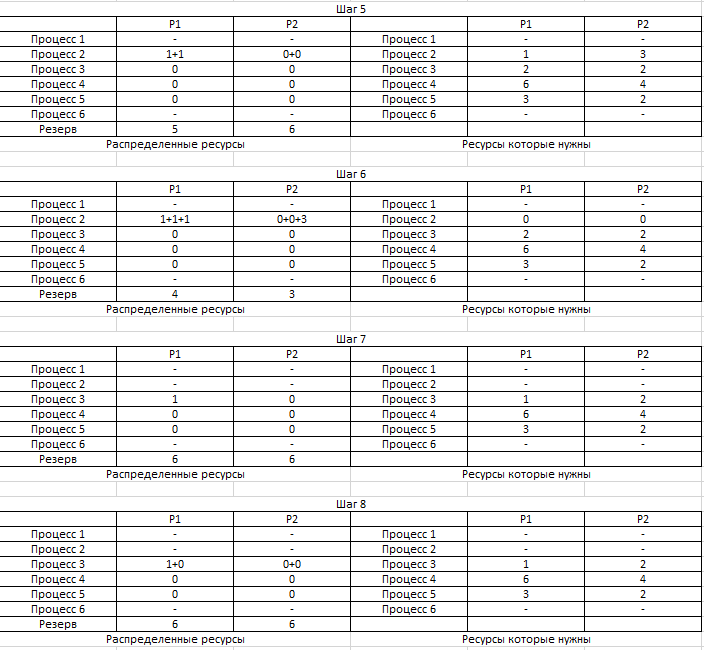 Шаг 5
P1 P2 P1 P2
Процесс 1 - - Процесс 1 - -
Процесс 2 1+1 0+0 Процесс 2 1 3
Процесс 3 0 0 Процесс 3 2 2
Процесс 4 0 0 Процесс 4 6 4
Процесс 5 0 0 Процесс 5 3 2
Процесс 6 - - Процесс 6 - -
Резерв 5 6
Распределенные ресурсы Ресурсы которые нужны
Шаг 6
P1 P2 P1 P2
Процесс 1 - - Процесс 1 - -
Процесс 2 1+1+1 0+0+3 Процесс 2 0 0
Процесс 3 0 0 Процесс 3 2 2
Процесс 4 0 0 Процесс 4 6 4
Процесс 5 0 0 Процесс 5 3 2
Процесс 6 - - Процесс 6 - -
Резерв 4 3
Распределенные ресурсы Ресурсы которые нужны
Шаг 7
P1 P2 P1 P2
Процесс 1 - - Процесс 1 - -
Процесс 2 - - Процесс 2 - -
Процесс 3 1 0 Процесс 3 1 2
Процесс 4 0 0 Процесс 4 6 4
Процесс 5 0 0 Процесс 5 3 2
Процесс 6 - - Процесс 6 - -
Резерв 6 6
Распределенные ресурсы Ресурсы которые нужны
Шаг 8
P1 P2 P1 P2
Процесс 1 - - Процесс 1 - -
Процесс 2 - - Процесс 2 - -
Процесс 3 1+0 0+0 Процесс 3 1 2
Процесс 4 0 0 Процесс 4 6 4
Процесс 5 0 0 Процесс 5 3 2
Процесс 6 - - Процесс 6 - -
Резерв 6 6
Распределенные ресурсы Ресурсы которые нужны